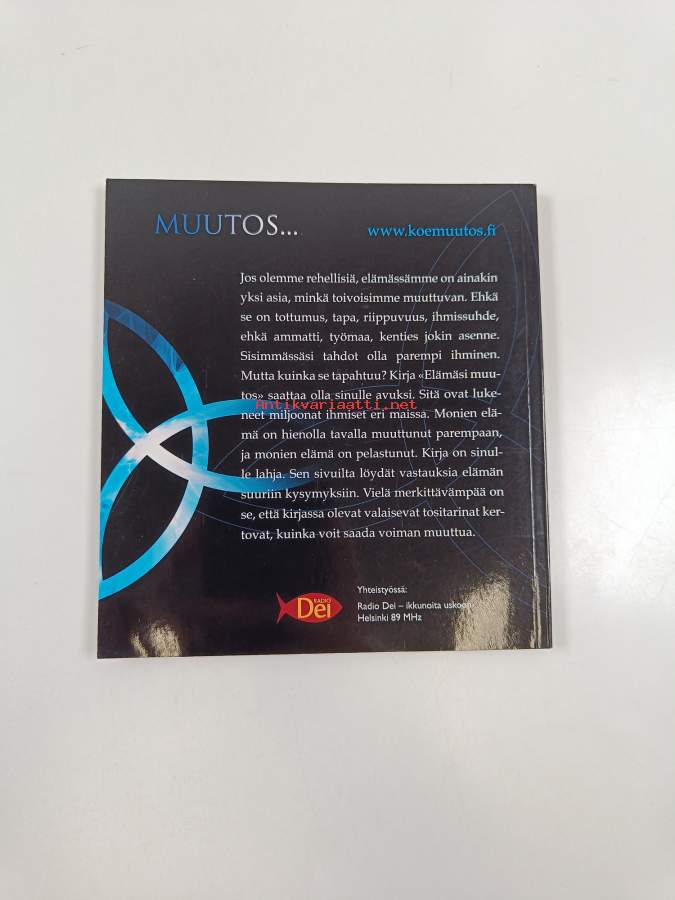 MUUTOS...
www.koemuutos.fi
Jos olemme rehellisiä, elämässämme on ainakin
yksi asia, minkä toivoisimme muuttuvan. Ehkä
se on tottumus, tapa, riippuvuus, ihmissuhde,
ehkä ammatti, työmaa, kenties jokin asenne.
Sisimmässäsi tahdot olla parempi ihminen.
Mutta kuinka se tapahtuu? Kirja «Elämäsi muu-
tos» saattaa olla sinulle avuksi. Sitä ovat luke-
Antikvariaatti.net
neet miljoonat ihmiset eri maissa. Monien elä-
mä on hienolla tavalla muuttunut parempaan,
ja monien elämä on pelastunut. Kirja on sinul-
le lahja. Sen sivuilta löydät vastauksia elämän
suuriin kysymyksiin. Vielä merkittävämpää on
se, että kirjassa olevat valaisevat tositarinat ker-
tovat, kuinka voit saada voiman muuttua.
Yhteistyössä:
RADIO
Dei
Radio Dei – ikkunoita uskoon
Helsinki 89 MHz